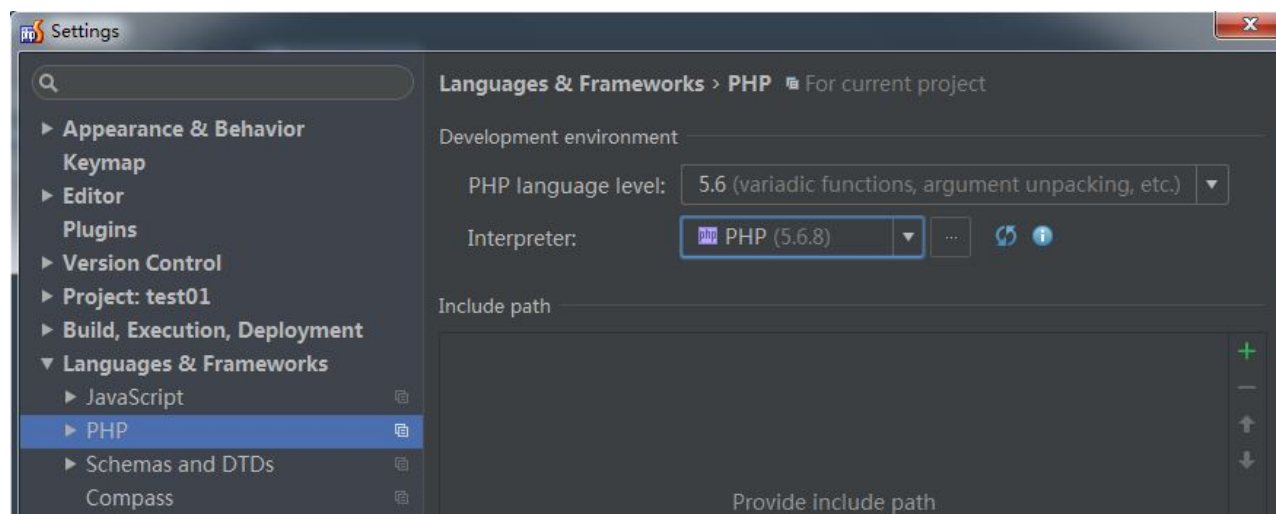 Settings
Languages & Frameworks › PHP For current project
Appearance & Behavior
Keymap
Editor
Plugins
Version Control
Project: test01
Build, Execution, Deployment
Languages & Frameworks
JavaScript
PHP
Schemas and DTDs
Compass
Development environment
PHP language level: 5.6 (variadic functions, argument unpacking, etc.)
Interpreter: php PHP (5.6.8) ...
Include path
Provide include path